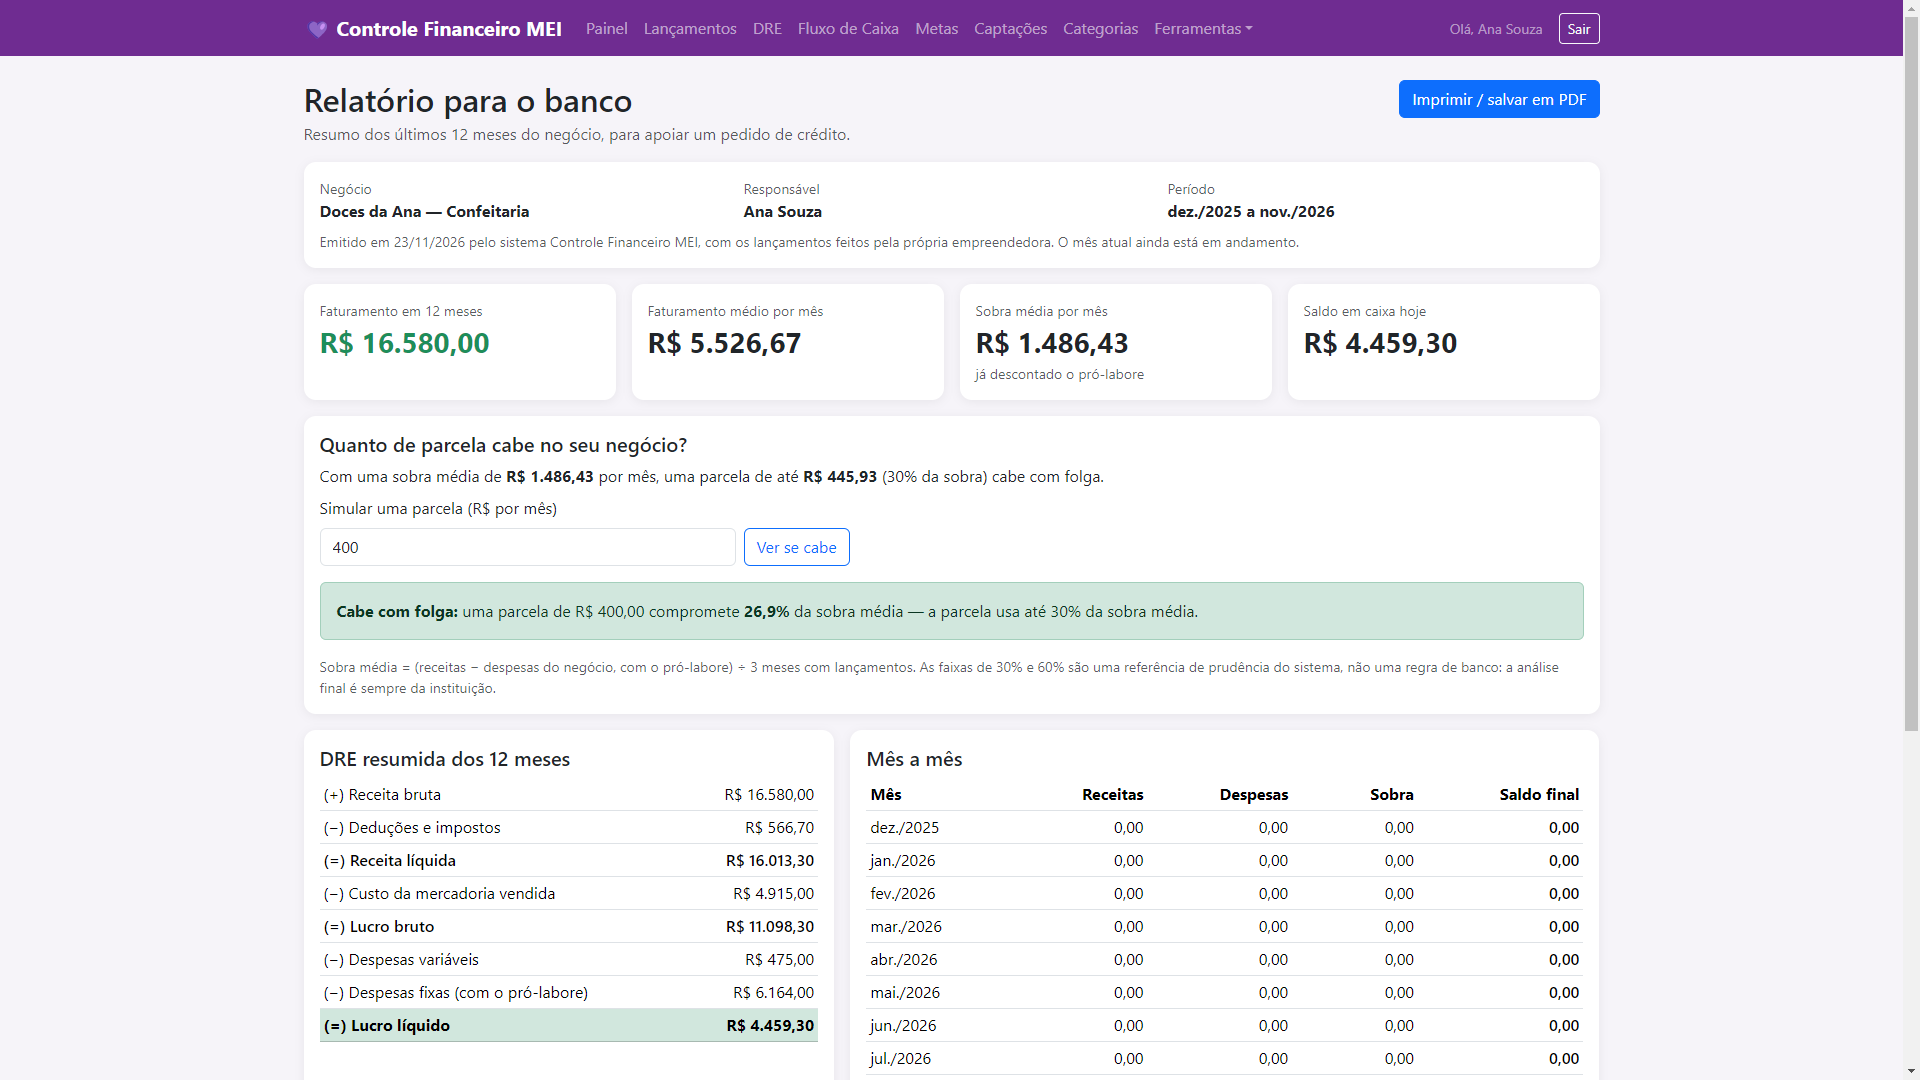 Controle Financeiro MEI Painel Lançamentos DRE Fluxo de Caixa Metas Captações Categorias Ferramentas Olá, Ana Souza Sair
Relatório para o banco
Imprimir / salvar em PDF
Resumo dos últimos 12 meses do negócio, para apoiar um pedido de crédito.
Negócio Responsável Período
Doces da Ana — Confeitaria Ana Souza dez./2025 a nov./2026
Emitido em 23/11/2026 pelo sistema Controle Financeiro MEI, com os lançamentos feitos pela própria empreendedora. O mês atual ainda está em andamento.
Faturamento em 12 meses
R$ 16.580,00
Faturamento médio por mês
R$ 5.526,67
Sobra média por mês
R$ 1.486,43
já descontado o pró-labore
Saldo em caixa hoje
R$ 4.459,30
Quanto de parcela cabe no seu negócio?
Com uma sobra média de R$ 1.486,43 por mês, uma parcela de até R$ 445,93 (30% da sobra) cabe com folga.
Simular uma parcela (R$ por mês)
400 Ver se cabe
Cabe com folga: uma parcela de R$ 400,00 compromete 26,9% da sobra média — a parcela usa até 30% da sobra média.
Sobra média = (receitas − despesas do negócio, com o pró-labore) ÷ 3 meses com lançamentos. As faixas de 30% e 60% são uma referência de prudência do sistema, não uma regra de banco: a análise
final é sempre da instituição.
DRE resumida dos 12 meses
(+) Receita bruta R$ 16.580,00
(−) Deduções e impostos R$ 566,70
(=) Receita líquida R$ 16.013,30
(−) Custo da mercadoria vendida R$ 4.915,00
(=) Lucro bruto R$ 11.098,30
(−) Despesas variáveis R$ 475,00
(−) Despesas fixas (com o pró-labore) R$ 6.164,00
(=) Lucro líquido R$ 4.459,30
Mês a mês
Mês Receitas Despesas Sobra Saldo final
dez./2025 0,00 0,00 0,00 0,00
jan./2026 0,00 0,00 0,00 0,00
fev./2026 0,00 0,00 0,00 0,00
mar./2026 0,00 0,00 0,00 0,00
abr./2026 0,00 0,00 0,00 0,00
mai./2026 0,00 0,00 0,00 0,00
jun./2026 0,00 0,00 0,00 0,00
jul./2026 0,00 0,00 0,00 0,00